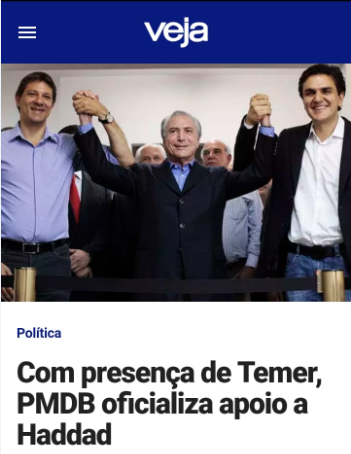 veja
Política
Com presença de Temer,
PMDB oficializa apoio a
Haddad